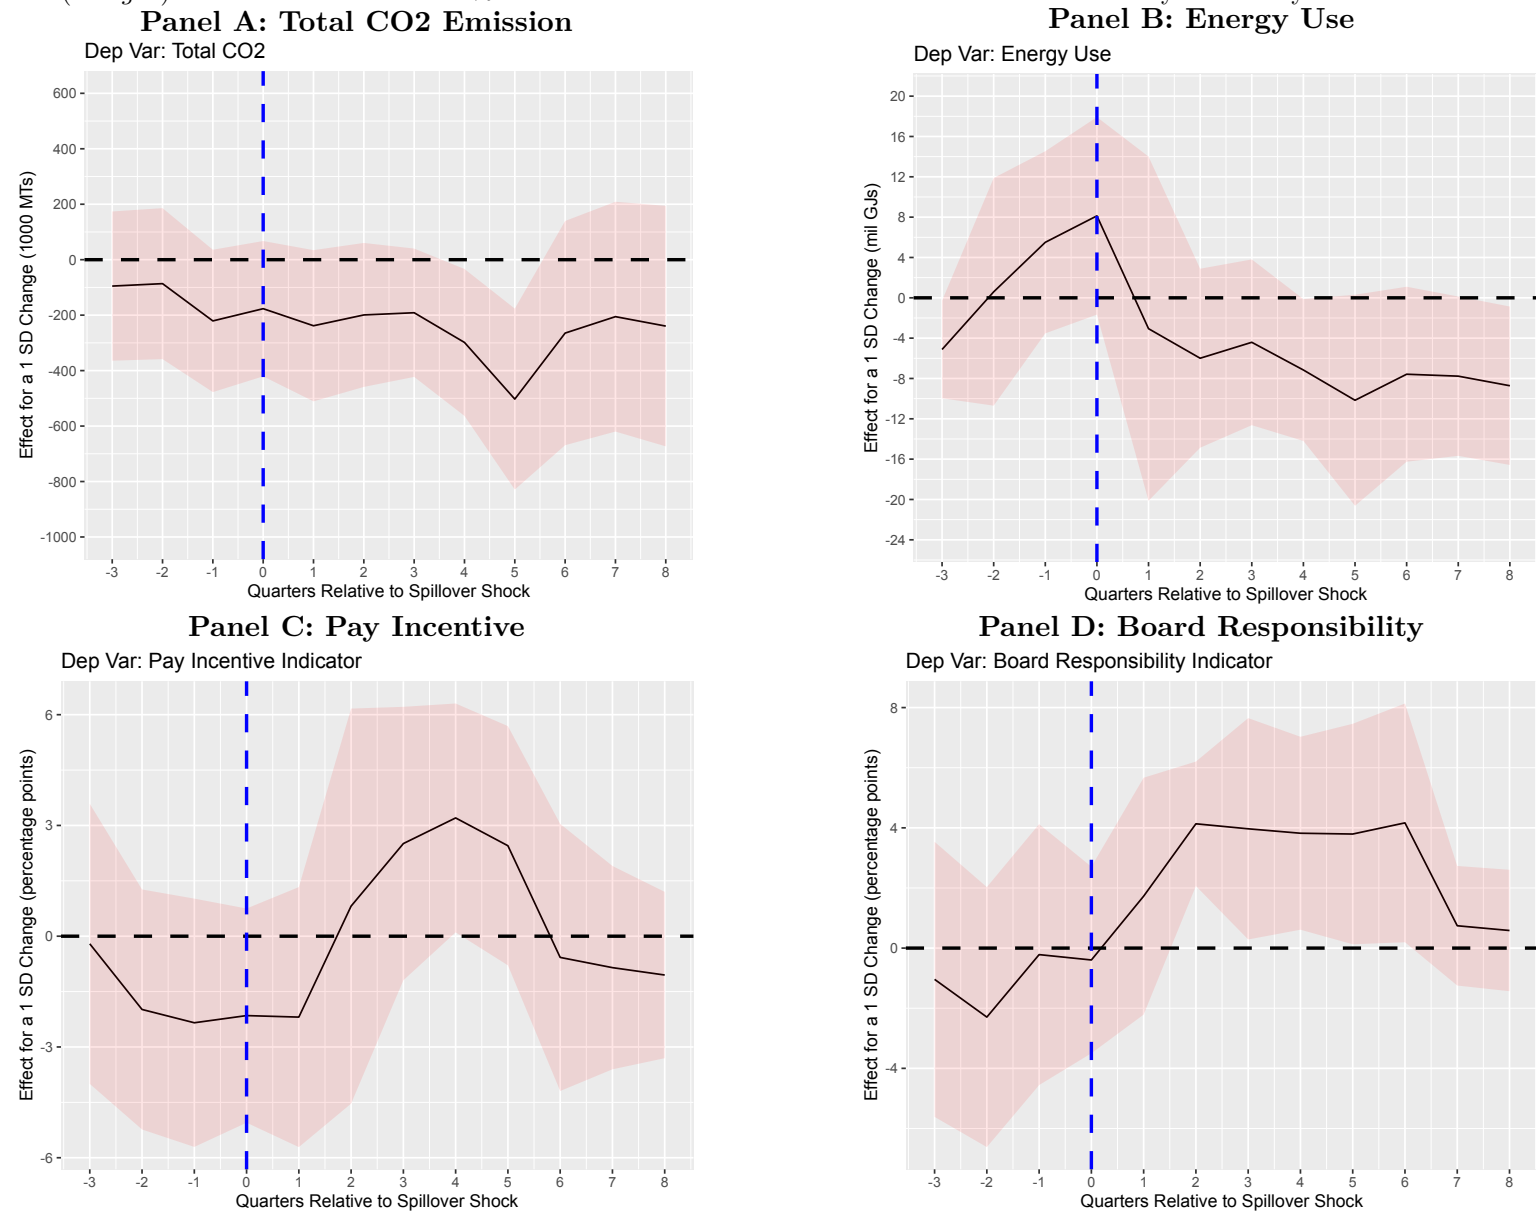 Panel A: Total CO2 Emission
Dep Var: Total CO2
Effect for a 1 SD Change (1000 MTs)
600
400
200
0
-200
-400
-600
-800
-1000
-3 -2 -1 0 1 2 3 4 5 6 7 8
Quarters Relative to Spillover Shock
Panel B: Energy Use
Dep Var: Energy Use
Effect for a 1 SD Change (mil GJs)
20
16
12
8
4
0
-4
-8
-12
-16
-20
-24
-3 -2 -1 0 1 2 3 4 5 6 7 8
Quarters Relative to Spillover Shock
Panel C: Pay Incentive
Dep Var: Pay Incentive Indicator
Effect for a 1 SD Change (percentage points)
6
3
0
-3
-6
-3 -2 -1 0 1 2 3 4 5 6 7 8
Quarters Relative to Spillover Shock
Panel D: Board Responsibility
Dep Var: Board Responsibility Indicator
Effect for a 1 SD Change (percentage points)
8
4
0
-4
-3 -2 -1 0 1 2 3 4 5 6 7 8
Quarters Relative to Spillover Shock